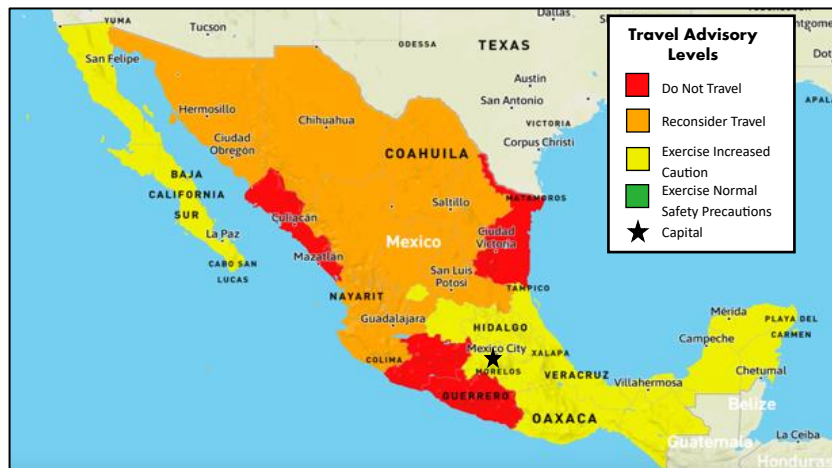 YUMA
Tucson
Dallas
San Felipe
ODESSA
TEXAS
Austin
San Antonio
VICTORIA
Corpus Christi
Hermosillo
Chihuahua
Ciudad
Obregón
COAHUILA
BAJA
CALIFORNIA
SUR
La Paz
CABO SAN
LUCAS
Culiacán
Mazatlán
Saltillo
MATAMOROS
Ciudad
Victoria
Mexico
San Luis
Potosí
TAMPICO
NAYARIT
Guadalajara
HIDALGO
Mexico City
XALAPA
COLIMA
MORELOS
VERACRUZ
GUERRERO
OAXACA
Villahermosa
Mérida
PLAYA DEL
CARMEN
Campeche
Chetumal
Belize
Guatemala
La Ceiba
Honduras
Travel Advisory
Levels
Do Not Travel
Reconsider Travel
Exercise Increased
Caution
Exercise Normal
Safety Precautions
Capital